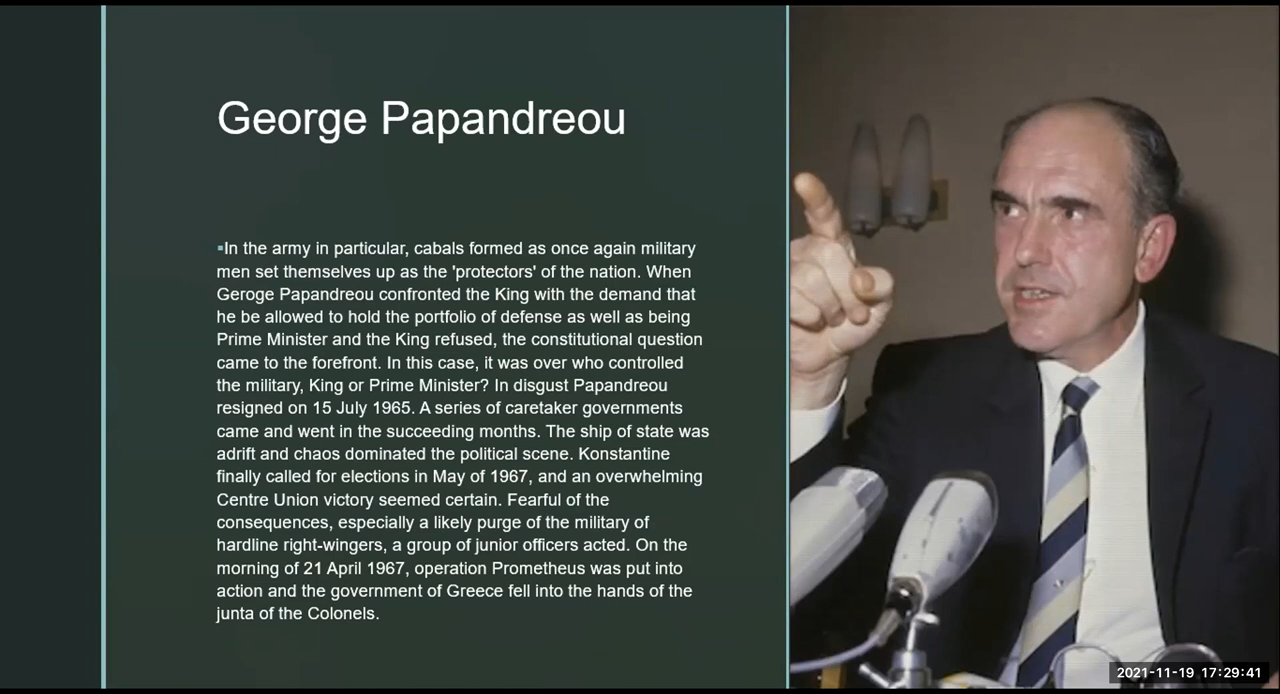 George Papandreou
▪In the army in particular, cabals formed as once again military
men set themselves up as the 'protectors' of the nation. When
Geroge Papandreou confronted the King with the demand that
he be allowed to hold the portfolio of defense as well as being
Prime Minister and the King refused, the constitutional question
came to the forefront. In this case, it was over who controlled
the military, King or Prime Minister? In disgust Papandreou
resigned on 15 July 1965. A series of caretaker governments
came and went in the succeeding months. The ship of state was
adrift and chaos dominated the political scene. Konstantine
finally called for elections in May of 1967, and an overwhelming
Centre Union victory seemed certain. Fearful of the
consequences, especially a likely purge of the military of
hardline right-wingers, a group of junior officers acted. On the
morning of 21 April 1967, operation Prometheus was put into
action and the government of Greece fell into the hands of the
junta of the Colonels.
2021-11-19 17:29:41